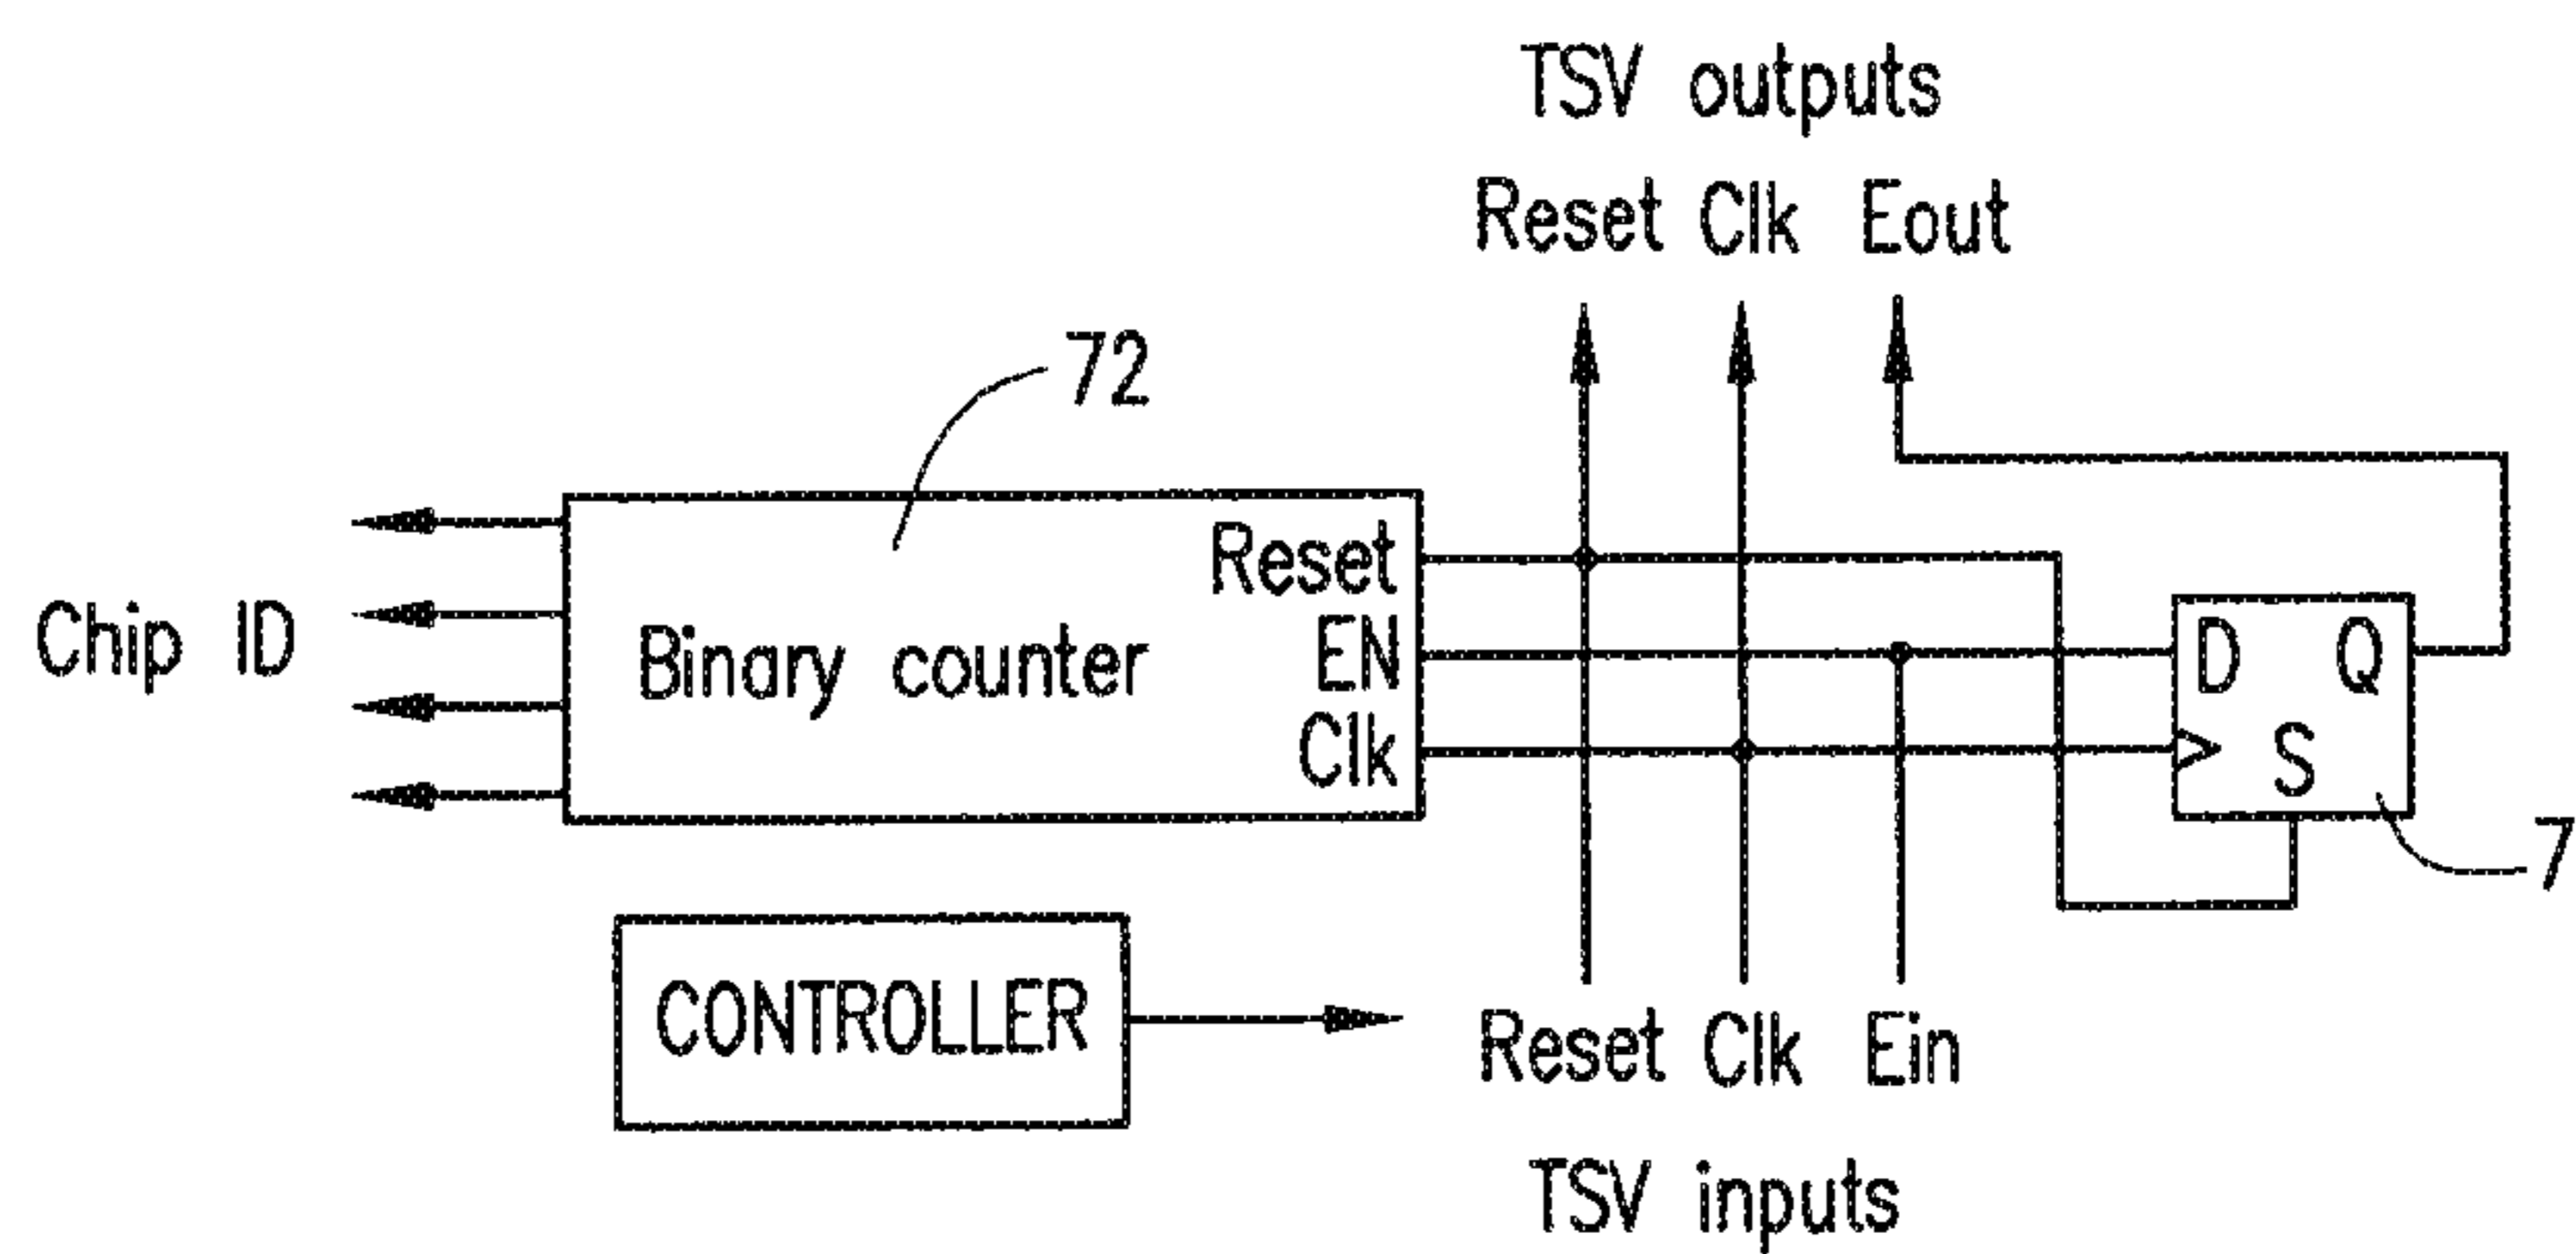 TSV outputs
Reset Clk Eout
72
Reset
Chip ID
Binary counter
EN
Clk
D Q
S
7
CONTROLLER
Reset Clk Ein
TSV inputs